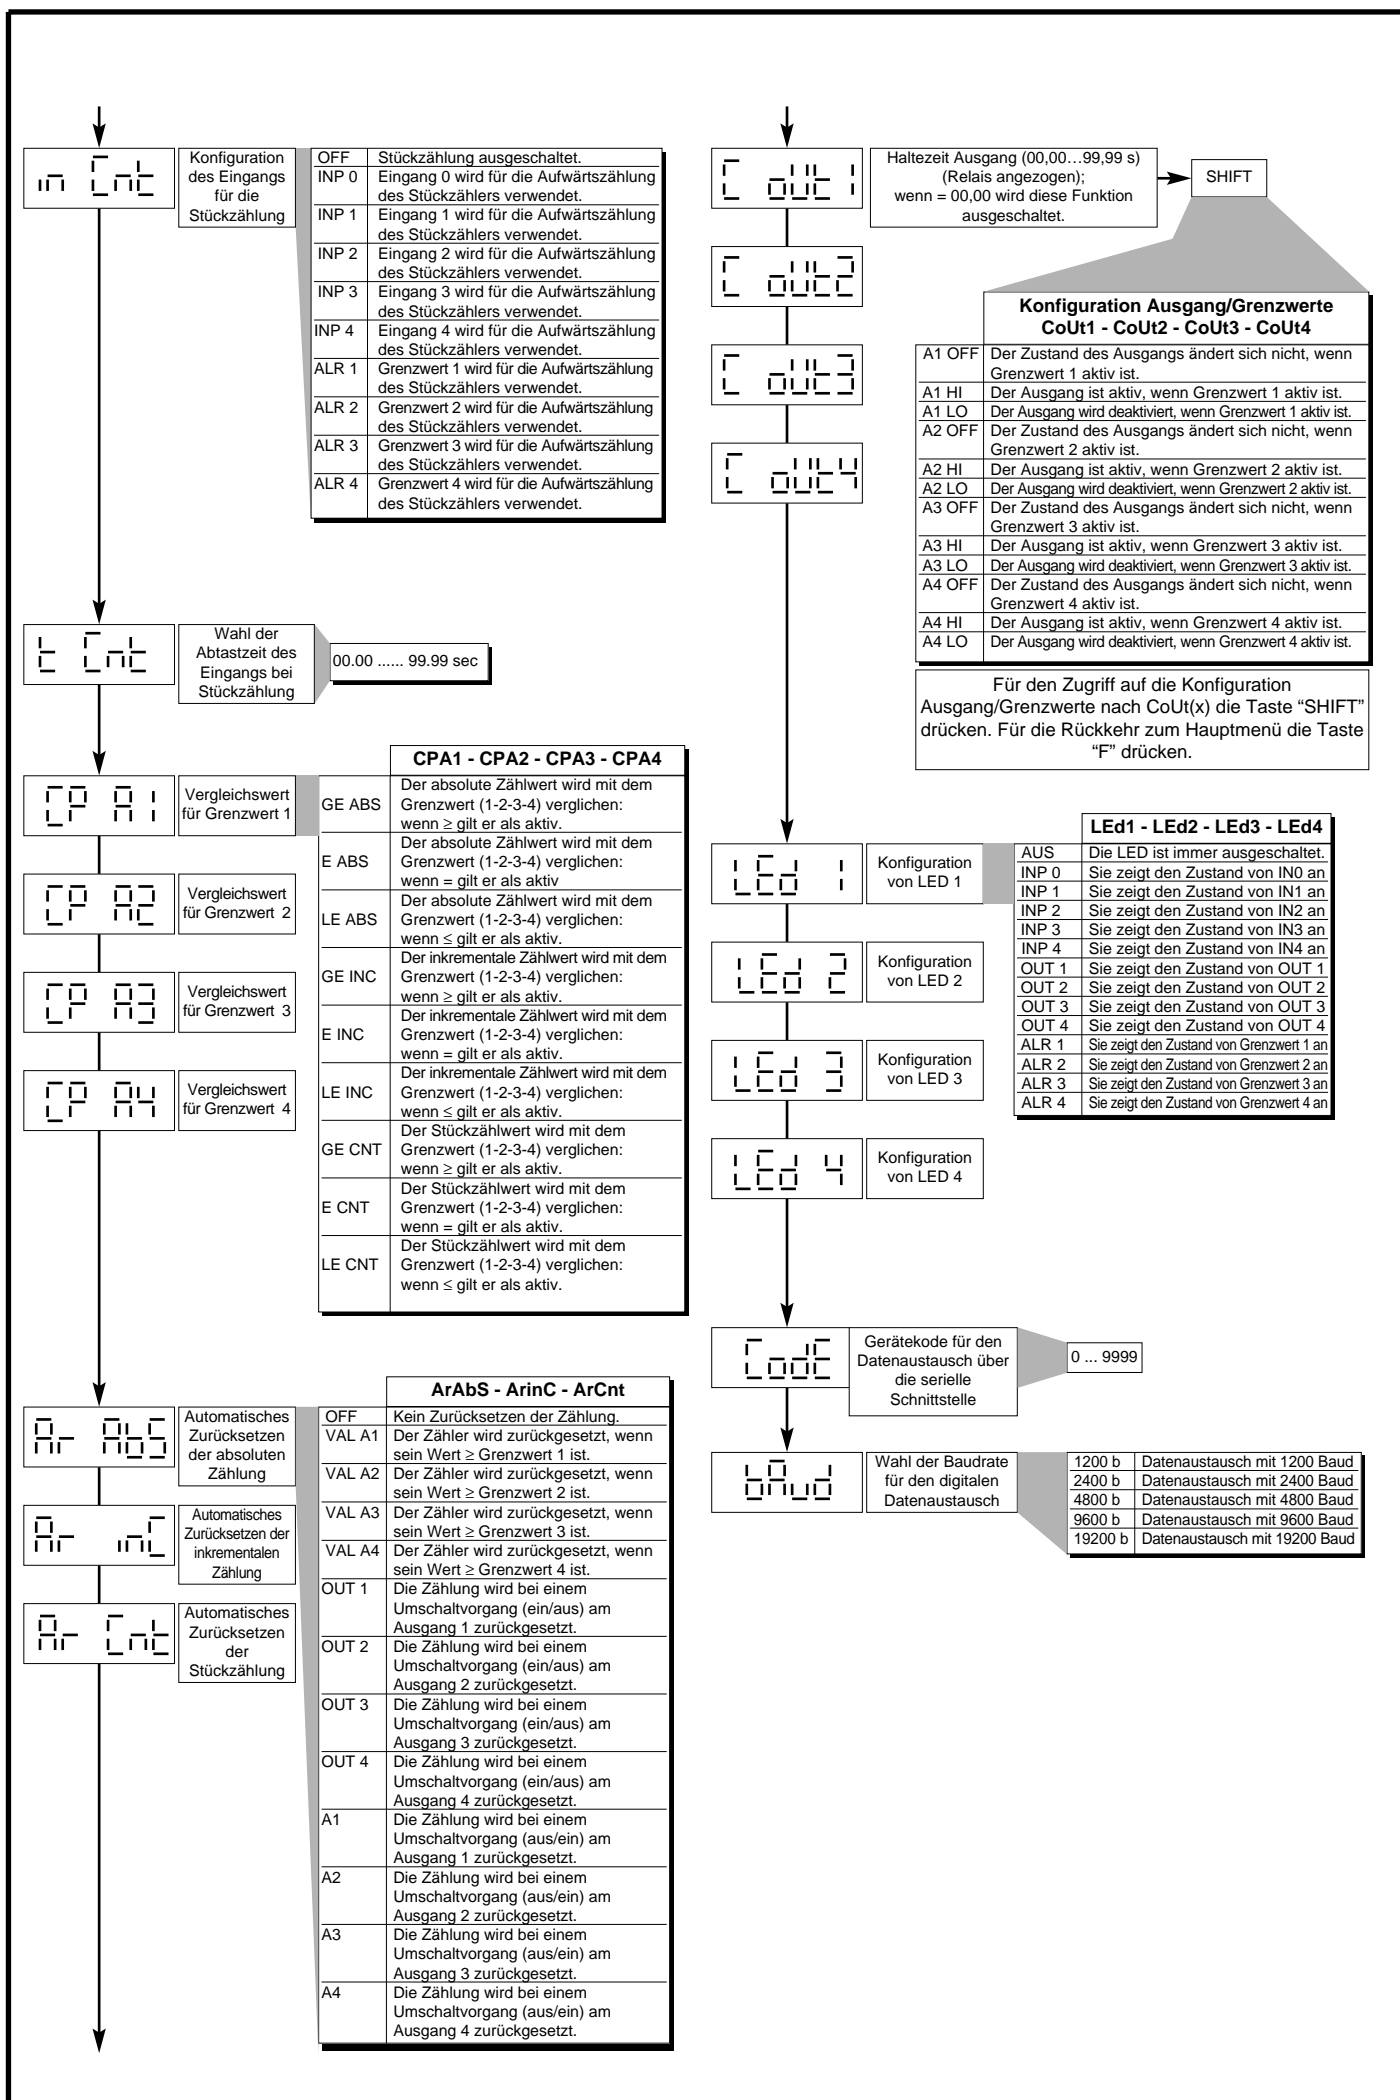 in Cnt
Konfiguration
des Eingangs
für die
Stückzählung
OFF Stückzählung ausgeschaltet.
INP 0 Eingang 0 wird für die Aufwärtszählung
des Stückzählers verwendet.
INP 1 Eingang 1 wird für die Aufwärtszählung
des Stückzählers verwendet.
INP 2 Eingang 2 wird für die Aufwärtszählung
des Stückzählers verwendet.
INP 3 Eingang 3 wird für die Aufwärtszählung
des Stückzählers verwendet.
INP 4 Eingang 4 wird für die Aufwärtszählung
des Stückzählers verwendet.
ALR 1 Grenzwert 1 wird für die Aufwärtszählung
des Stückzählers verwendet.
ALR 2 Grenzwert 2 wird für die Aufwärtszählung
des Stückzählers verwendet.
ALR 3 Grenzwert 3 wird für die Aufwärtszählung
des Stückzählers verwendet.
ALR 4 Grenzwert 4 wird für die Aufwärtszählung
des Stückzählers verwendet.
t Cnt
Wahl der
Abtastzeit des
Eingangs bei
Stückzählung
00.00 ...... 99.99 sec
CP A1
Vergleichswert
für Grenzwert 1
CP A2
Vergleichswert
für Grenzwert 2
CP A3
Vergleichswert
für Grenzwert 3
CP A4
Vergleichswert
für Grenzwert 4
CPA1 - CPA2 - CPA3 - CPA4
Der absolute Zählwert wird mit dem
GE ABS Grenzwert (1-2-3-4) verglichen:
wenn ≥ gilt er als aktiv.
Der absolute Zählwert wird mit dem
E ABS Grenzwert (1-2-3-4) verglichen:
wenn = gilt er als aktiv
Der absolute Zählwert wird mit dem
LE ABS Grenzwert (1-2-3-4) verglichen:
wenn ≤ gilt er als aktiv.
Der inkrementale Zählwert wird mit dem
GE INC Grenzwert (1-2-3-4) verglichen:
wenn ≥ gilt er als aktiv.
Der inkrementale Zählwert wird mit dem
E INC Grenzwert (1-2-3-4) verglichen:
wenn = gilt er als aktiv.
Der inkrementale Zählwert wird mit dem
LE INC Grenzwert (1-2-3-4) verglichen:
wenn ≤ gilt er als aktiv.
Der Stückzählwert wird mit dem
GE CNT Grenzwert (1-2-3-4) verglichen:
wenn ≥ gilt er als aktiv.
Der Stückzählwert wird mit dem
E CNT Grenzwert (1-2-3-4) verglichen:
wenn = gilt er als aktiv.
Der Stückzählwert wird mit dem
LE CNT Grenzwert (1-2-3-4) verglichen:
wenn ≤ gilt er als aktiv.
Ar AbS
Automatisches
Zurücksetzen
der absoluten
Zählung
Ar inC
Automatisches
Zurücksetzen der
inkrementalen
Zählung
Ar Cnt
Automatisches
Zurücksetzen
der
Stückzählung
ArAbS - ArinC - ArCnt
OFF Kein Zurücksetzen der Zählung.
VAL A1 Der Zähler wird zurückgesetzt, wenn
sein Wert ≥ Grenzwert 1 ist.
VAL A2 Der Zähler wird zurückgesetzt, wenn
sein Wert ≥ Grenzwert 2 ist.
VAL A3 Der Zähler wird zurückgesetzt, wenn
sein Wert ≥ Grenzwert 3 ist.
VAL A4 Der Zähler wird zurückgesetzt, wenn
sein Wert ≥ Grenzwert 4 ist.
OUT 1 Die Zählung wird bei einem
Umschaltvorgang (ein/aus) am
Ausgang 1 zurückgesetzt.
OUT 2 Die Zählung wird bei einem
Umschaltvorgang (ein/aus) am
Ausgang 2 zurückgesetzt.
OUT 3 Die Zählung wird bei einem
Umschaltvorgang (ein/aus) am
Ausgang 3 zurückgesetzt.
OUT 4 Die Zählung wird bei einem
Umschaltvorgang (ein/aus) am
Ausgang 4 zurückgesetzt.
A1 Die Zählung wird bei einem
Umschaltvorgang (aus/ein) am
Ausgang 1 zurückgesetzt.
A2 Die Zählung wird bei einem
Umschaltvorgang (aus/ein) am
Ausgang 2 zurückgesetzt.
A3 Die Zählung wird bei einem
Umschaltvorgang (aus/ein) am
Ausgang 3 zurückgesetzt.
A4 Die Zählung wird bei einem
Umschaltvorgang (aus/ein) am
Ausgang 4 zurückgesetzt.
C oUt1
Haltezeit Ausgang (00,00…99,99 s)
(Relais angezogen);
wenn = 00,00 wird diese Funktion
ausgeschaltet.
SHIFT
C oUt2
C oUt3
C oUt4
Konfiguration Ausgang/Grenzwerte
CoUt1 - CoUt2 - CoUt3 - CoUt4
A1 OFF Der Zustand des Ausgangs ändert sich nicht, wenn
Grenzwert 1 aktiv ist.
A1 HI Der Ausgang ist aktiv, wenn Grenzwert 1 aktiv ist.
A1 LO Der Ausgang wird deaktiviert, wenn Grenzwert 1 aktiv ist.
A2 OFF Der Zustand des Ausgangs ändert sich nicht, wenn
Grenzwert 2 aktiv ist.
A2 HI Der Ausgang ist aktiv, wenn Grenzwert 2 aktiv ist.
A2 LO Der Ausgang wird deaktiviert, wenn Grenzwert 2 aktiv ist.
A3 OFF Der Zustand des Ausgangs ändert sich nicht, wenn
Grenzwert 3 aktiv ist.
A3 HI Der Ausgang ist aktiv, wenn Grenzwert 3 aktiv ist.
A3 LO Der Ausgang wird deaktiviert, wenn Grenzwert 3 aktiv ist.
A4 OFF Der Zustand des Ausgangs ändert sich nicht, wenn
Grenzwert 4 aktiv ist.
A4 HI Der Ausgang ist aktiv, wenn Grenzwert 4 aktiv ist.
A4 LO Der Ausgang wird deaktiviert, wenn Grenzwert 4 aktiv ist.
Für den Zugriff auf die Konfiguration
Ausgang/Grenzwerte nach CoUt(x) die Taste “SHIFT”
drücken. Für die Rückkehr zum Hauptmenü die Taste
“F” drücken.
LEd 1
Konfiguration
von LED 1
LEd 2
Konfiguration
von LED 2
LEd 3
Konfiguration
von LED 3
LEd 4
Konfiguration
von LED 4
LEd1 - LEd2 - LEd3 - LEd4
AUS Die LED ist immer ausgeschaltet.
INP 0 Sie zeigt den Zustand von IN0 an
INP 1 Sie zeigt den Zustand von IN1 an
INP 2 Sie zeigt den Zustand von IN2 an
INP 3 Sie zeigt den Zustand von IN3 an
INP 4 Sie zeigt den Zustand von IN4 an
OUT 1 Sie zeigt den Zustand von OUT 1
OUT 2 Sie zeigt den Zustand von OUT 2
OUT 3 Sie zeigt den Zustand von OUT 3
OUT 4 Sie zeigt den Zustand von OUT 4
ALR 1 Sie zeigt den Zustand von Grenzwert 1 an
ALR 2 Sie zeigt den Zustand von Grenzwert 2 an
ALR 3 Sie zeigt den Zustand von Grenzwert 3 an
ALR 4 Sie zeigt den Zustand von Grenzwert 4 an
CodE
Gerätekode für den
Datenaustausch über
die serielle
Schnittstelle
0 ... 9999
bAud
Wahl der Baudrate
für den digitalen
Datenaustausch
1200 b Datenaustausch mit 1200 Baud
2400 b Datenaustausch mit 2400 Baud
4800 b Datenaustausch mit 4800 Baud
9600 b Datenaustausch mit 9600 Baud
19200 b Datenaustausch mit 19200 Baud